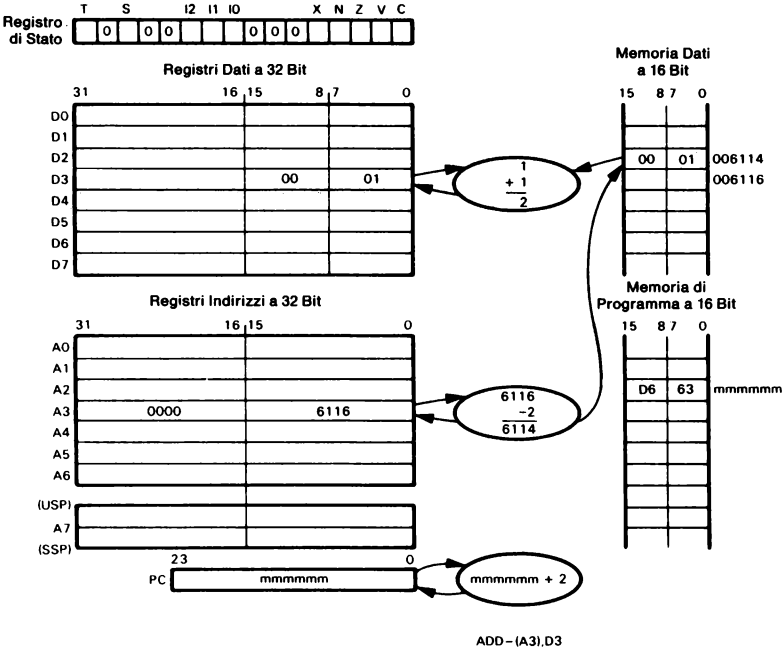 T S I2 I1 I0 X N Z V C
Registro di Stato
0 0 0 0 0 0
Registri Dati a 32 Bit
31 16 15 8 7 0
D0
D1
D2
D3 00 01
D4
D5
D6
D7
1
+ 1
2
Memoria Dati
a 16 Bit
15 8 7 0
00 01 006114
006116
Registri Indirizzi a 32 Bit
31 16 15 0
A0
A1
A2
A3 0000 6116
A4
A5
A6
(USP)
A7
(SSP)
6116
-2
6114
Memoria di
Programma a 16 Bit
15 8 7 0
D6 63 mmmmmm
23 0
PC mmmmmm
mmmmmm + 2
ADD-(A3),D3